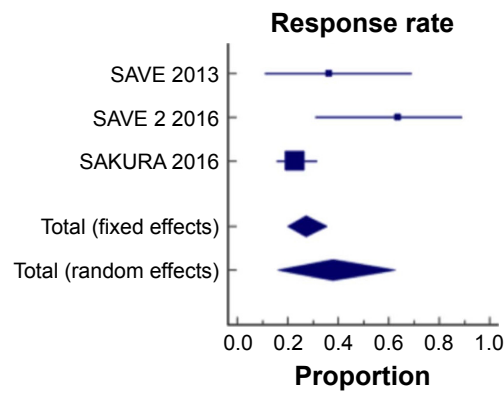 Response rate
SAVE 2013
SAVE 2 2016
SAKURA 2016
Total (fixed effects)
Total (random effects)
0.0 0.2 0.4 0.6 0.8 1.0
Proportion